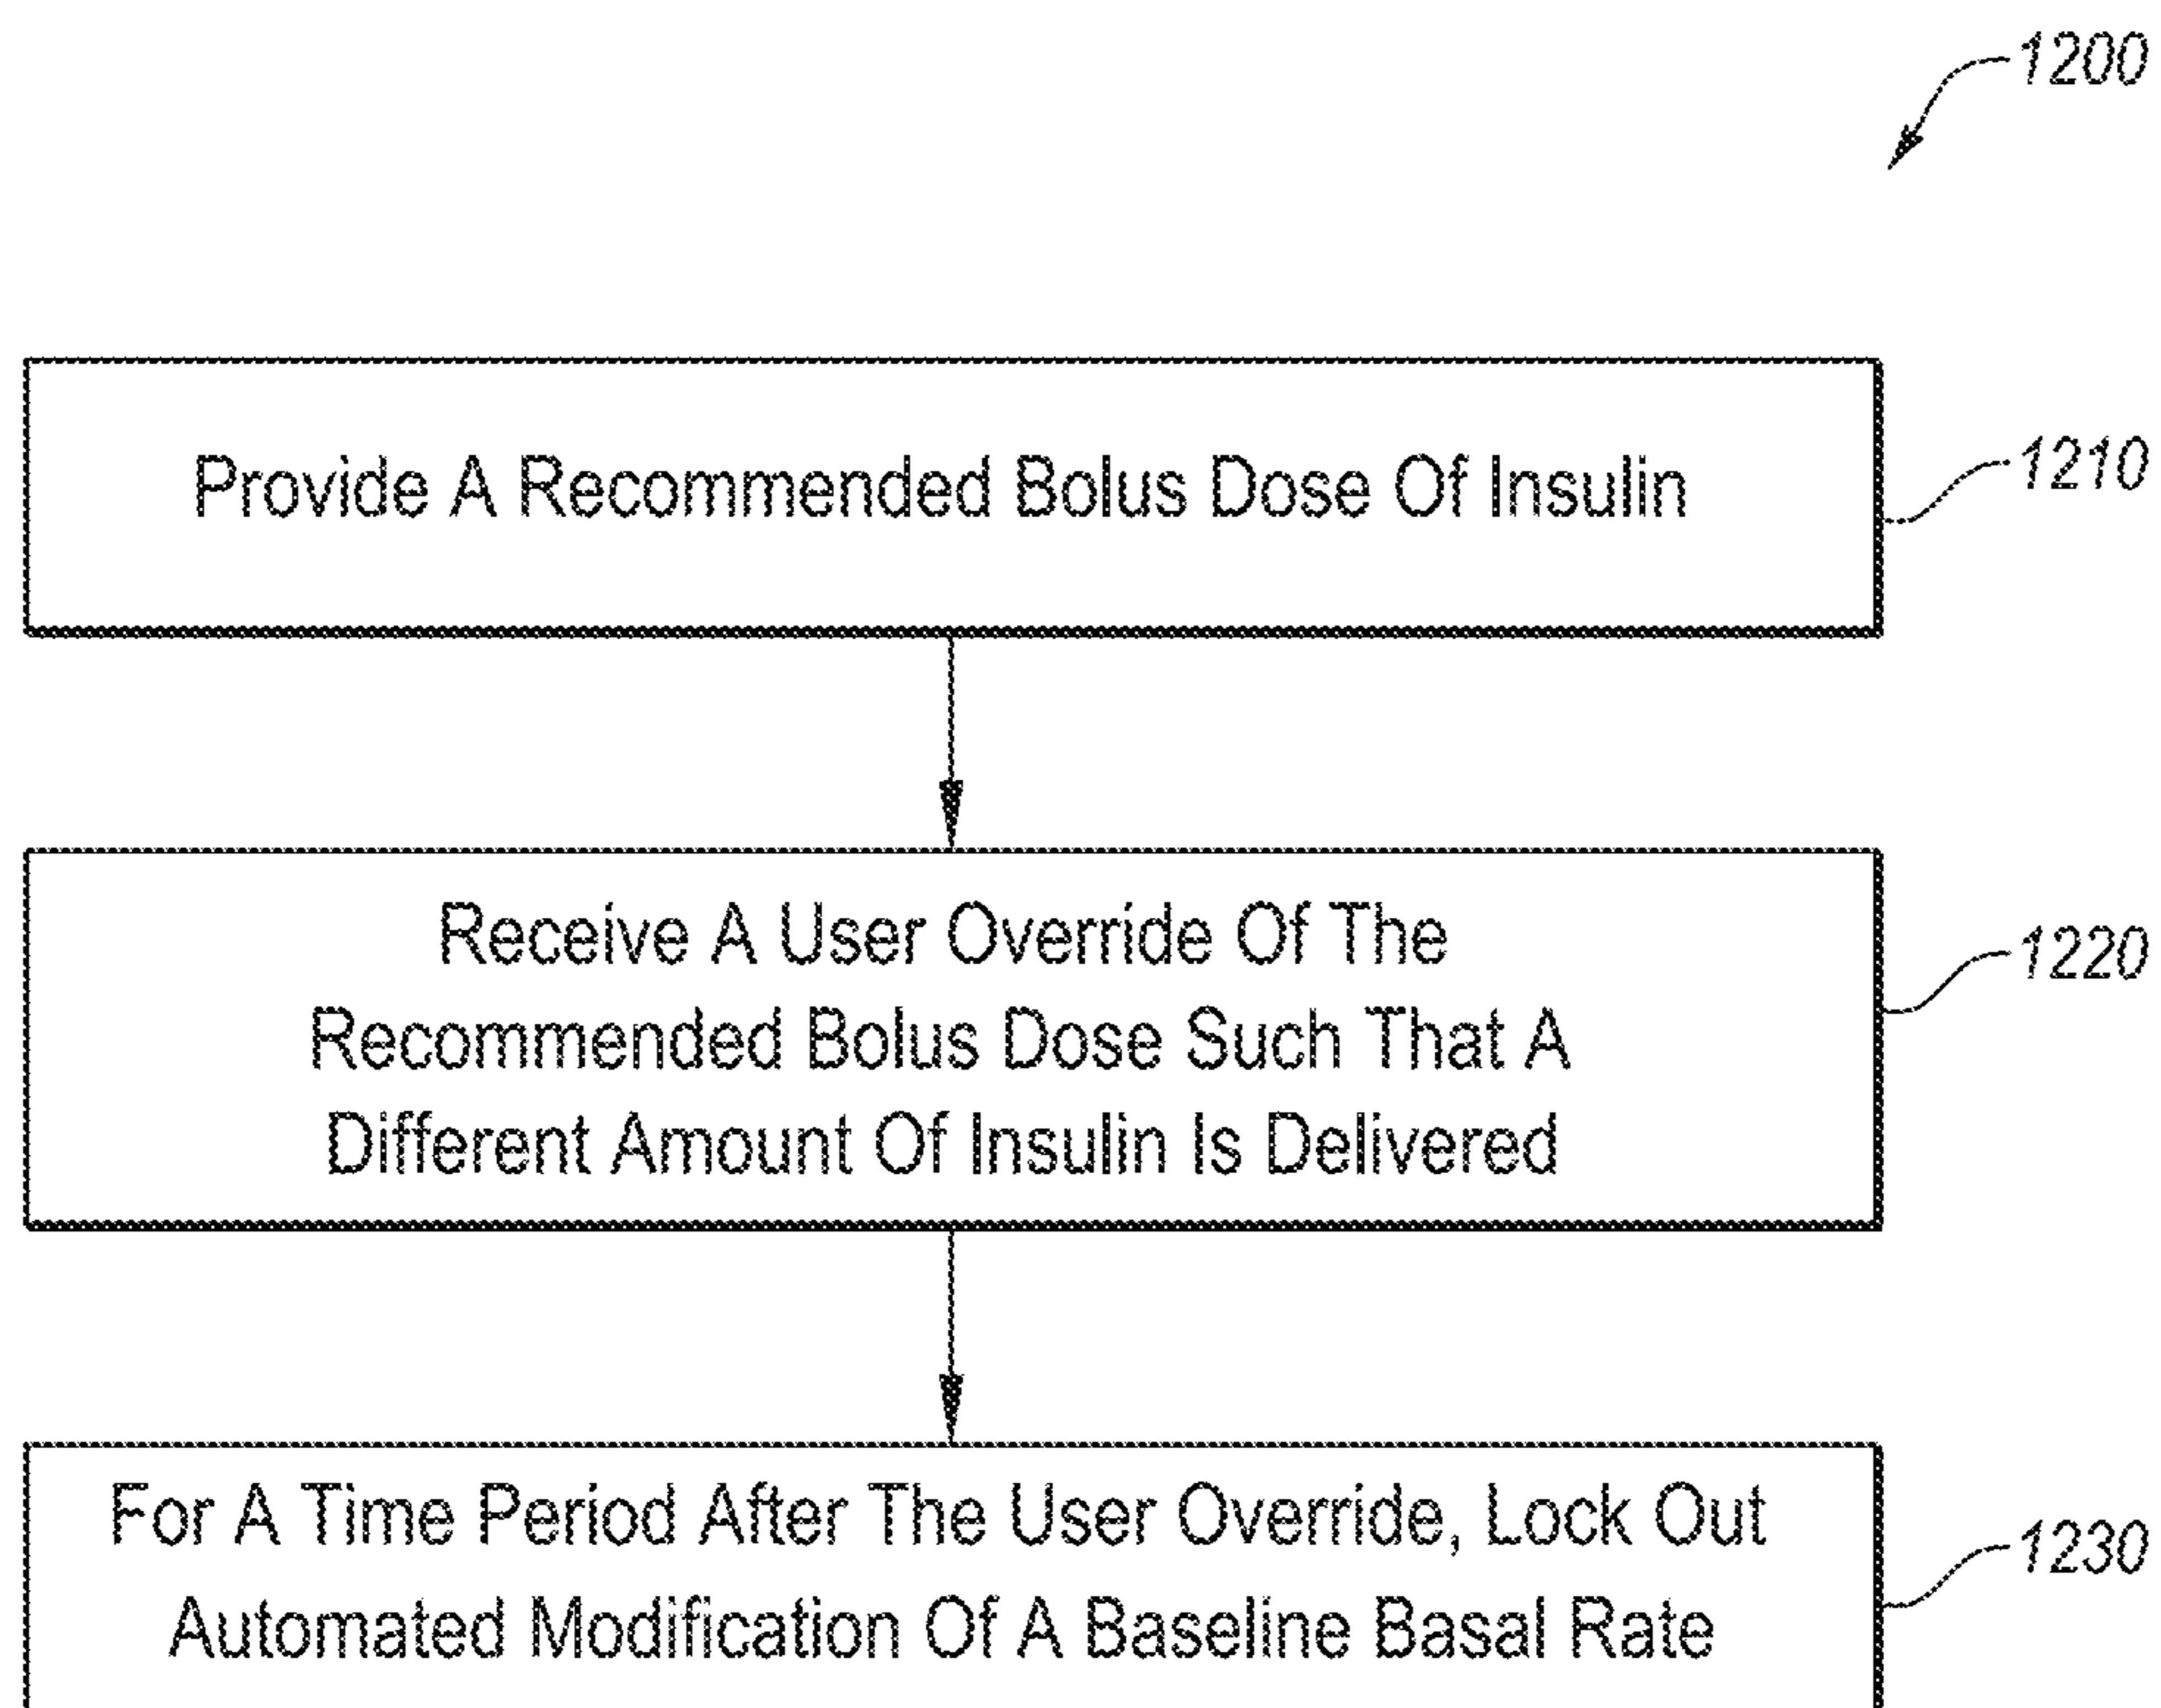 1200
Provide A Recommended Bolus Dose Of Insulin
1210
Receive A User Override Of The
Recommended Bolus Dose Such That A
Different Amount Of Insulin Is Delivered
1220
For A Time Period After The User Override, Lock Out
Automated Modification Of A Baseline Basal Rate
1230